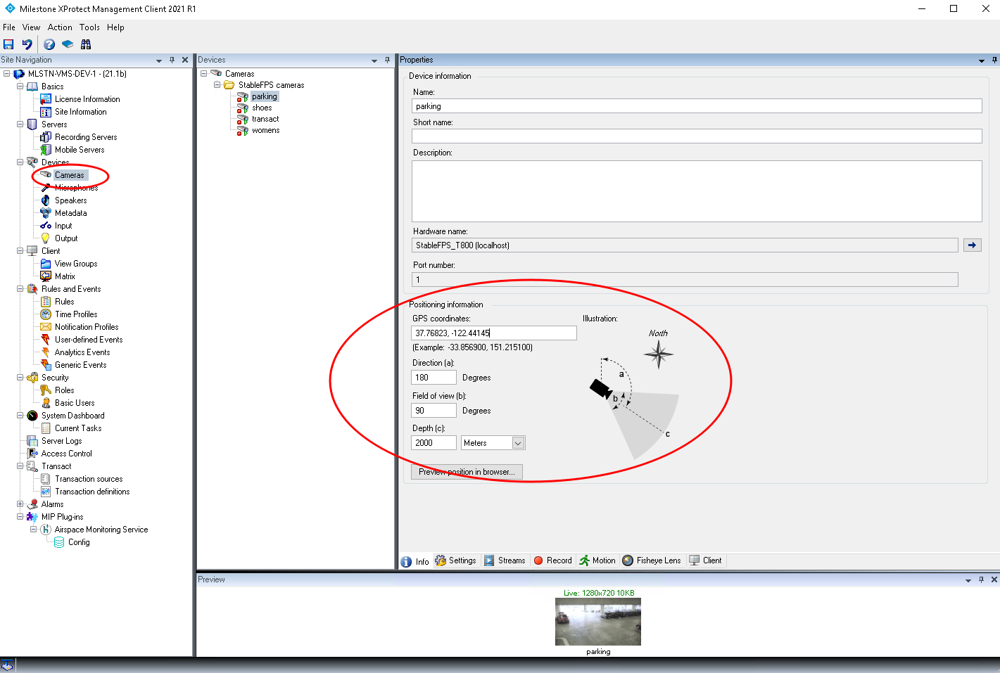 Milestone XProtect Management Client 2021 R1
File View Action Tools Help
Site Navigation
MLSTN-VMS-DEV-1 - (21.1b)
Basics
License Information
Site Information
Servers
Recording Servers
Mobile Servers
Devices
Cameras
Microphones
Speakers
Metadata
Input
Output
Client
View Groups
Matrix
Rules and Events
Rules
Time Profiles
Notification Profiles
User-defined Events
Analytics Events
Generic Events
Security
Roles
Basic Users
System Dashboard
Current Tasks
Server Logs
Access Control
Transact
Transaction sources
Transaction definitions
Alarms
MIP Plug-ins
Airspace Monitoring Service
Config
Devices
Cameras
StableFPS cameras
parking
shoes
transact
womens
Properties
Device information
Name:
parking
Short name:
Description:
Hardware name:
StableFPS_T800 (localhost)
Port number:
1
Positioning information
GPS coordinates:
37.76823, -122.44145
(Example: -33.856900, 151.215100)
Direction (a):
180 Degrees
Field of view (b):
90 Degrees
Depth (c):
2000 Meters
Preview position in browser...
Illustration:
North
a
b
c
Info Settings Streams Record Motion Fisheye Lens Client
Preview
Live: 1280x720 10KB
parking